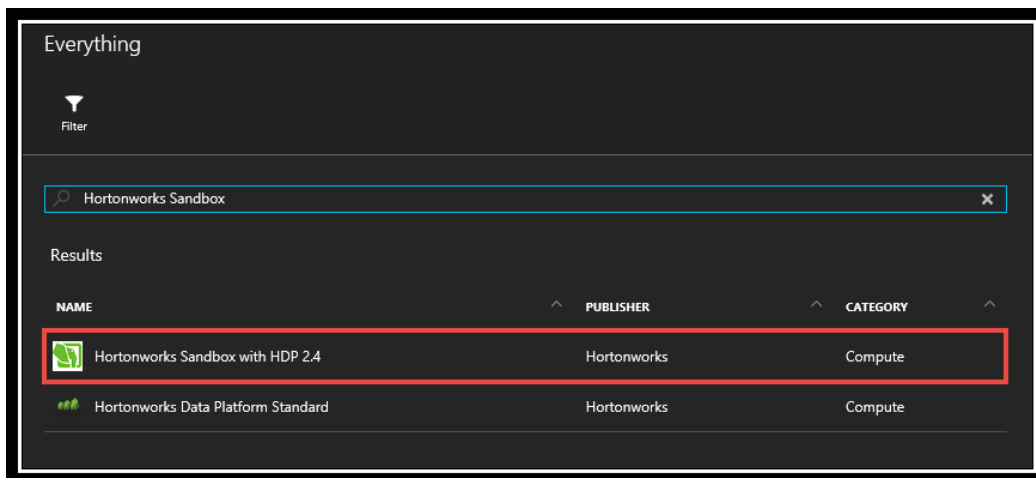 Everything
Filter
Hortonworks Sandbox
Results
NAME PUBLISHER CATEGORY
Hortonworks Sandbox with HDP 2.4 Hortonworks Compute
Hortonworks Data Platform Standard Hortonworks Compute